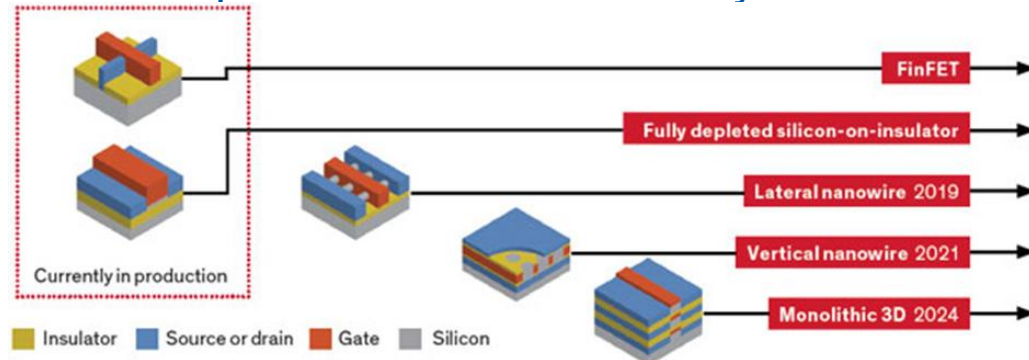 FinFET
Fully depleted silicon-on-insulator
Lateral nanowire 2019
Vertical nanowire 2021
Currently in production
Monolithic 3D 2024
Insulator Source or drain Gate Silicon